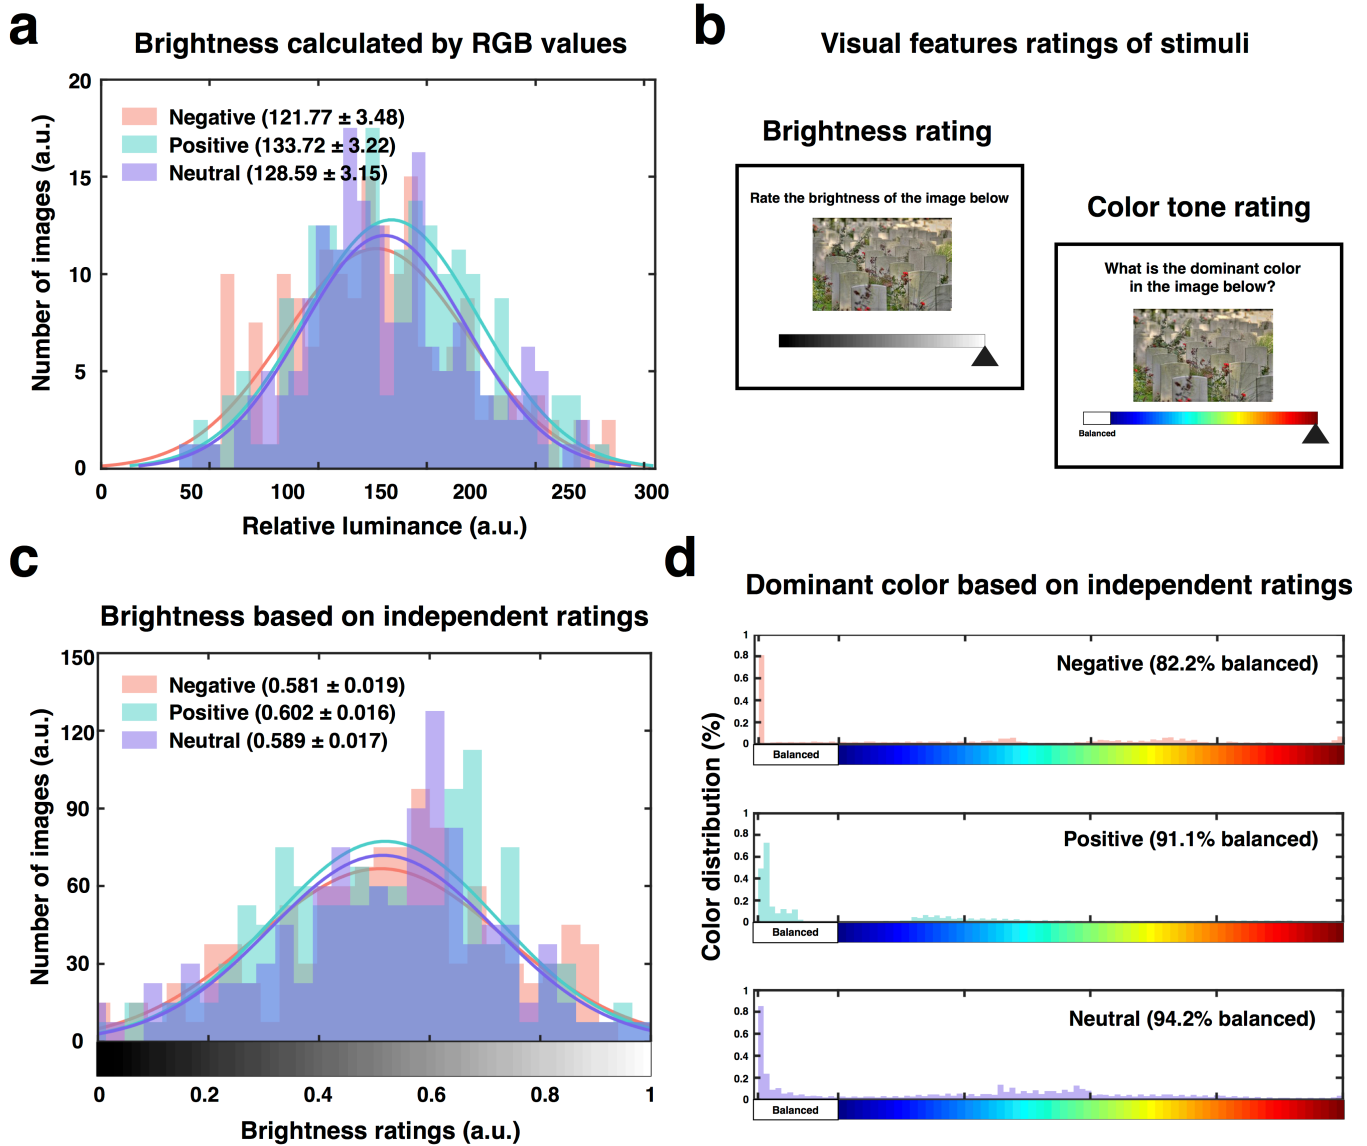 a
Brightness calculated by RGB values
20
15
10
5
0
Number of images (a.u.)
Negative (121.77 ± 3.48)
Positive (133.72 ± 3.22)
Neutral (128.59 ± 3.15)
0 50 100 150 200 250 300
Relative luminance (a.u.)
b
Visual features ratings of stimuli
Brightness rating
Rate the brightness of the image below
Color tone rating
What is the dominant color
in the image below?
Balanced
c
Brightness based on independent ratings
150
120
90
60
30
0
Number of images (a.u.)
Negative (0.581 ± 0.019)
Positive (0.602 ± 0.016)
Neutral (0.589 ± 0.017)
0 0.2 0.4 0.6 0.8 1
Brightness ratings (a.u.)
d
Dominant color based on independent ratings
Color distribution (%)
1
0.8
0.6
0.4
0.2
0
Negative (82.2% balanced)
Balanced
1
0.8
0.6
0.4
0.2
0
Positive (91.1% balanced)
Balanced
1
0.8
0.6
0.4
0.2
0
Neutral (94.2% balanced)
Balanced